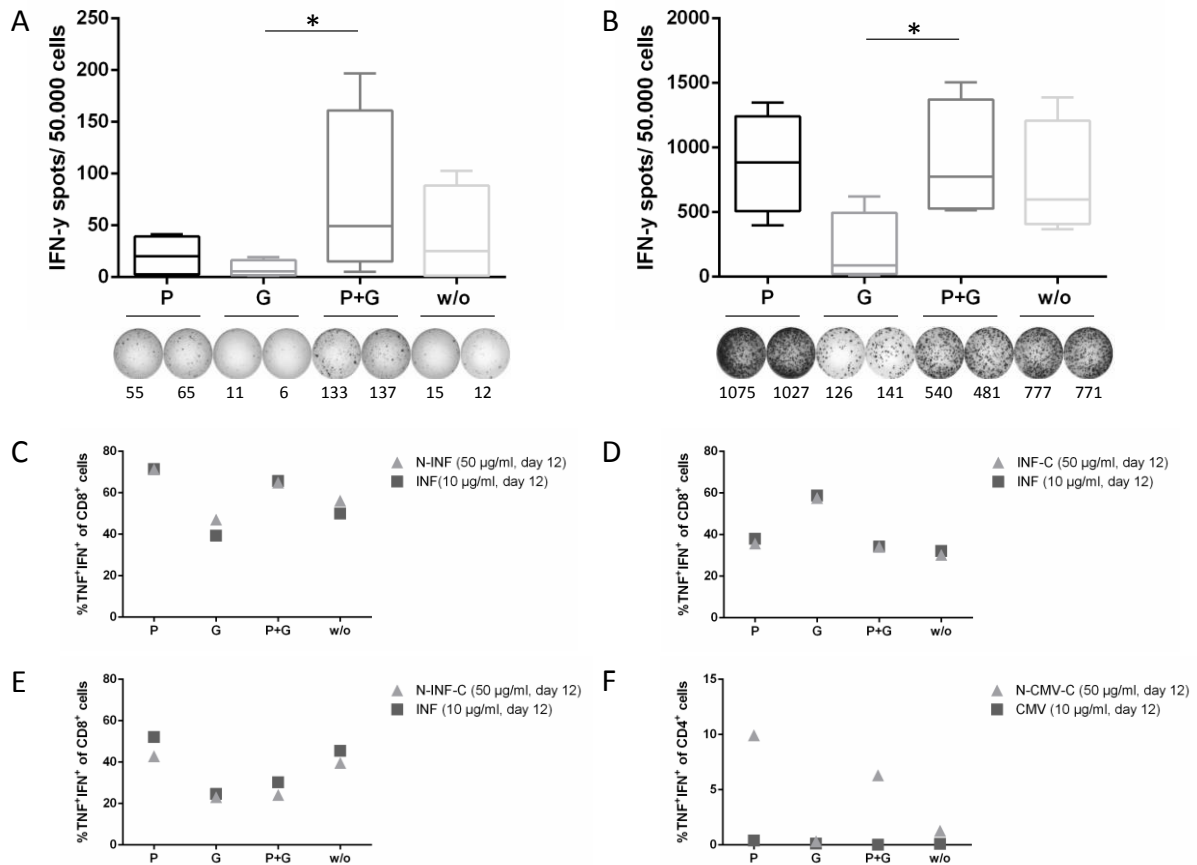 A
IFN-y spots/ 50.000 cells
250
200
150
100
50
0
*
P G P+G w/o
55 65 11 6 133 137 15 12
B
IFN-y spots/ 50.000 cells
2000
1500
1000
500
0
*
P G P+G w/o
1075 1027 126 141 540 481 777 771
C
%TNF⁺IFN⁺ of CD8⁺ cells
80
60
40
20
0
P G P+G w/o
N-INF (50 µg/ml, day 12)
INF(10 µg/ml, day 12)
D
%TNF⁺IFN⁺ of CD8⁺ cells
80
60
40
20
0
P G P+G w/o
INF-C (50 µg/ml, day 12)
INF (10 µg/ml, day 12)
E
%TNF⁺IFN⁺ of CD8⁺ cells
80
60
40
20
0
P G P+G w/o
N-INF-C (50 µg/ml, day 12)
INF (10 µg/ml, day 12)
F
%TNF⁺IFN⁺ of CD4⁺ cells
15
10
5
0
P G P+G w/o
N-CMV-C (50 µg/ml, day 12)
CMV (10 µg/ml, day 12)